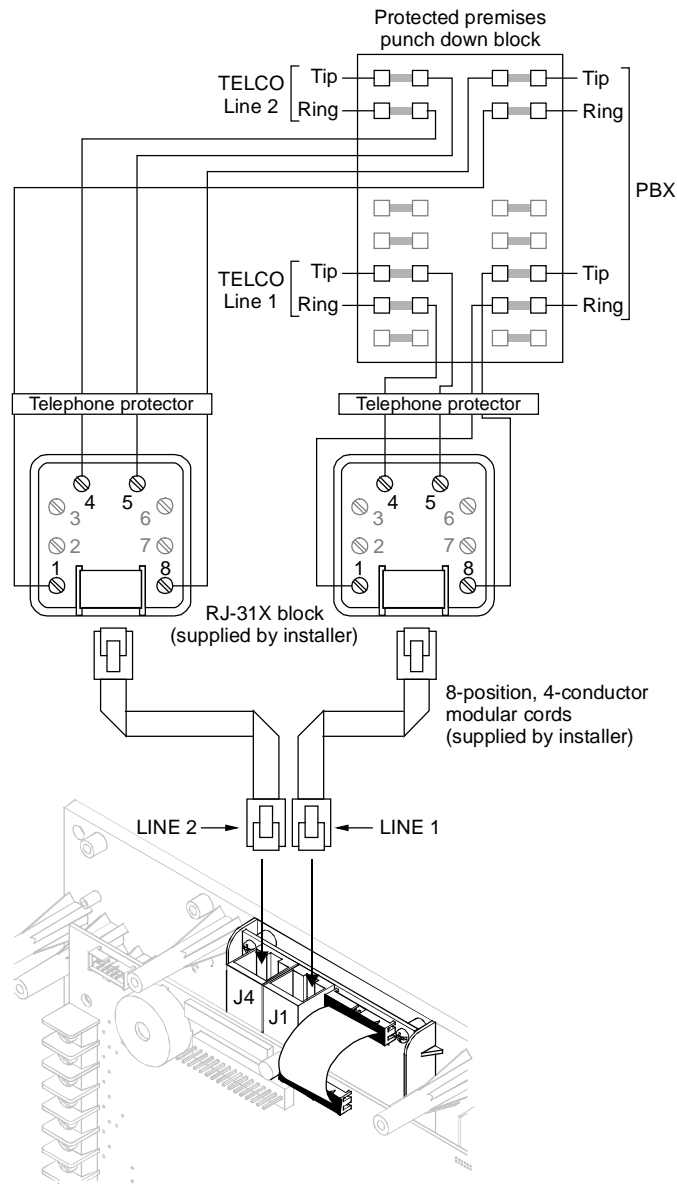 Protected premises
punch down block
TELCO
Line 2
Tip
Ring
Tip
Ring
PBX
TELCO
Line 1
Tip
Ring
Tip
Ring
Telephone protector
Telephone protector
4 5
3 6
2 7
1 8
4 5
3 6
2 7
1 8
RJ-31X block
(supplied by installer)
8-position, 4-conductor
modular cords
(supplied by installer)
LINE 2
LINE 1
J4
J1